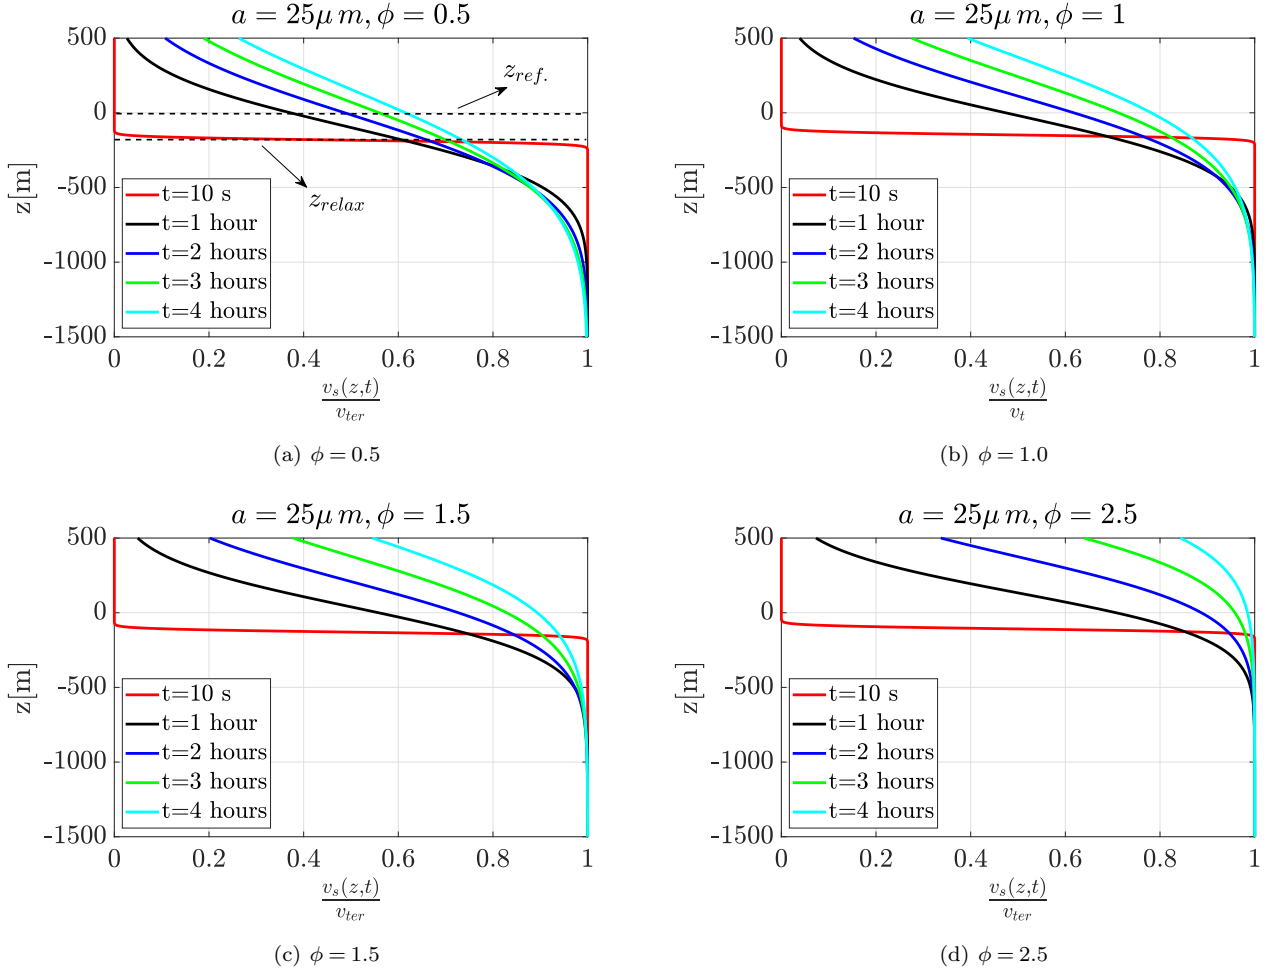 a = 25μ m, ϕ = 0.5
500
0
-500
-1000
-1500
z[m]
z_ref.
z_relax
t=10 s
t=1 hour
t=2 hours
t=3 hours
t=4 hours
0 0.2 0.4 0.6 0.8 1
v_s(z,t)
v_ter
(a) ϕ = 0.5
a = 25μ m, ϕ = 1
500
0
-500
-1000
-1500
z[m]
t=10 s
t=1 hour
t=2 hours
t=3 hours
t=4 hours
0 0.2 0.4 0.6 0.8 1
v_s(z,t)
v_t
(b) ϕ = 1.0
a = 25μ m, ϕ = 1.5
500
0
-500
-1000
-1500
z[m]
t=10 s
t=1 hour
t=2 hours
t=3 hours
t=4 hours
0 0.2 0.4 0.6 0.8 1
v_s(z,t)
v_ter
(c) ϕ = 1.5
a = 25μ m, ϕ = 2.5
500
0
-500
-1000
-1500
z[m]
t=10 s
t=1 hour
t=2 hours
t=3 hours
t=4 hours
0 0.2 0.4 0.6 0.8 1
v_s(z,t)
v_ter
(d) ϕ = 2.5